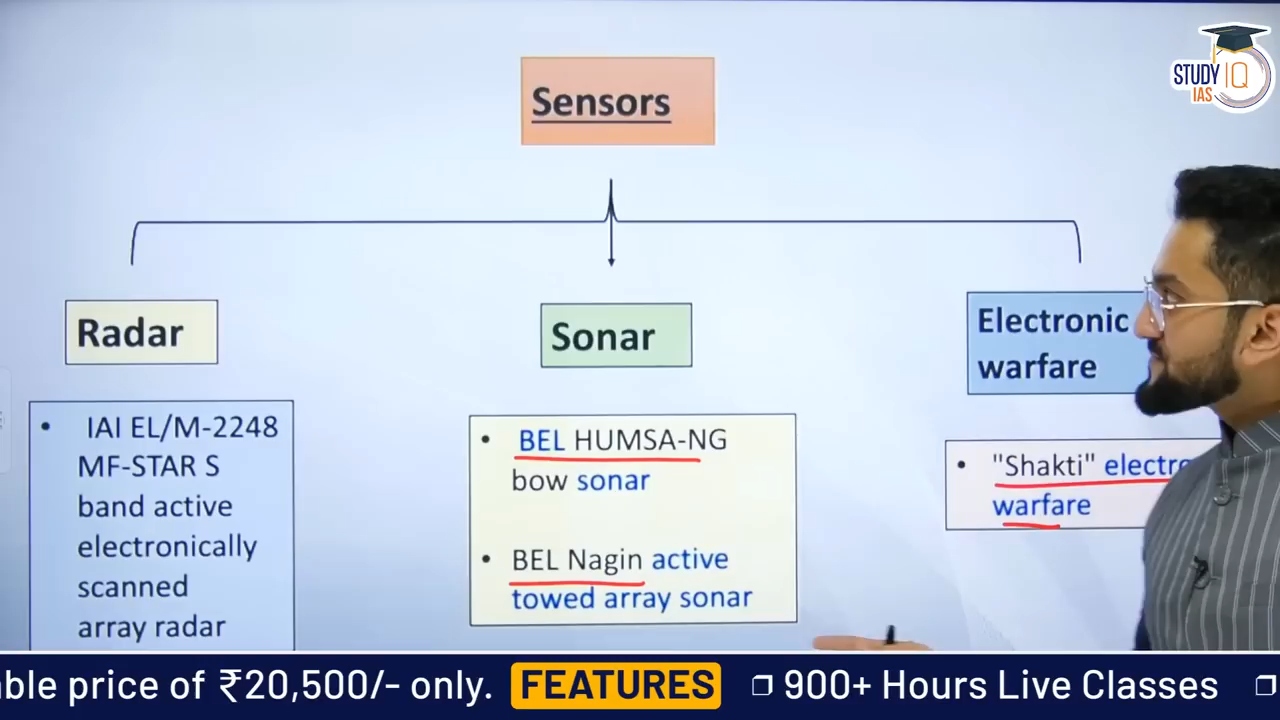 STUDY IQ
IAS
Sensors
Radar
Sonar
Electronic
warfare
• IAI EL/M-2248
MF-STAR S
band active
electronically
scanned
array radar
• BEL HUMSA-NG
bow sonar
• BEL Nagin active
towed array sonar
• "Shakti" electro
warfare
ble price of ₹20,500/- only. FEATURES ❐ 900+ Hours Live Classes ❐